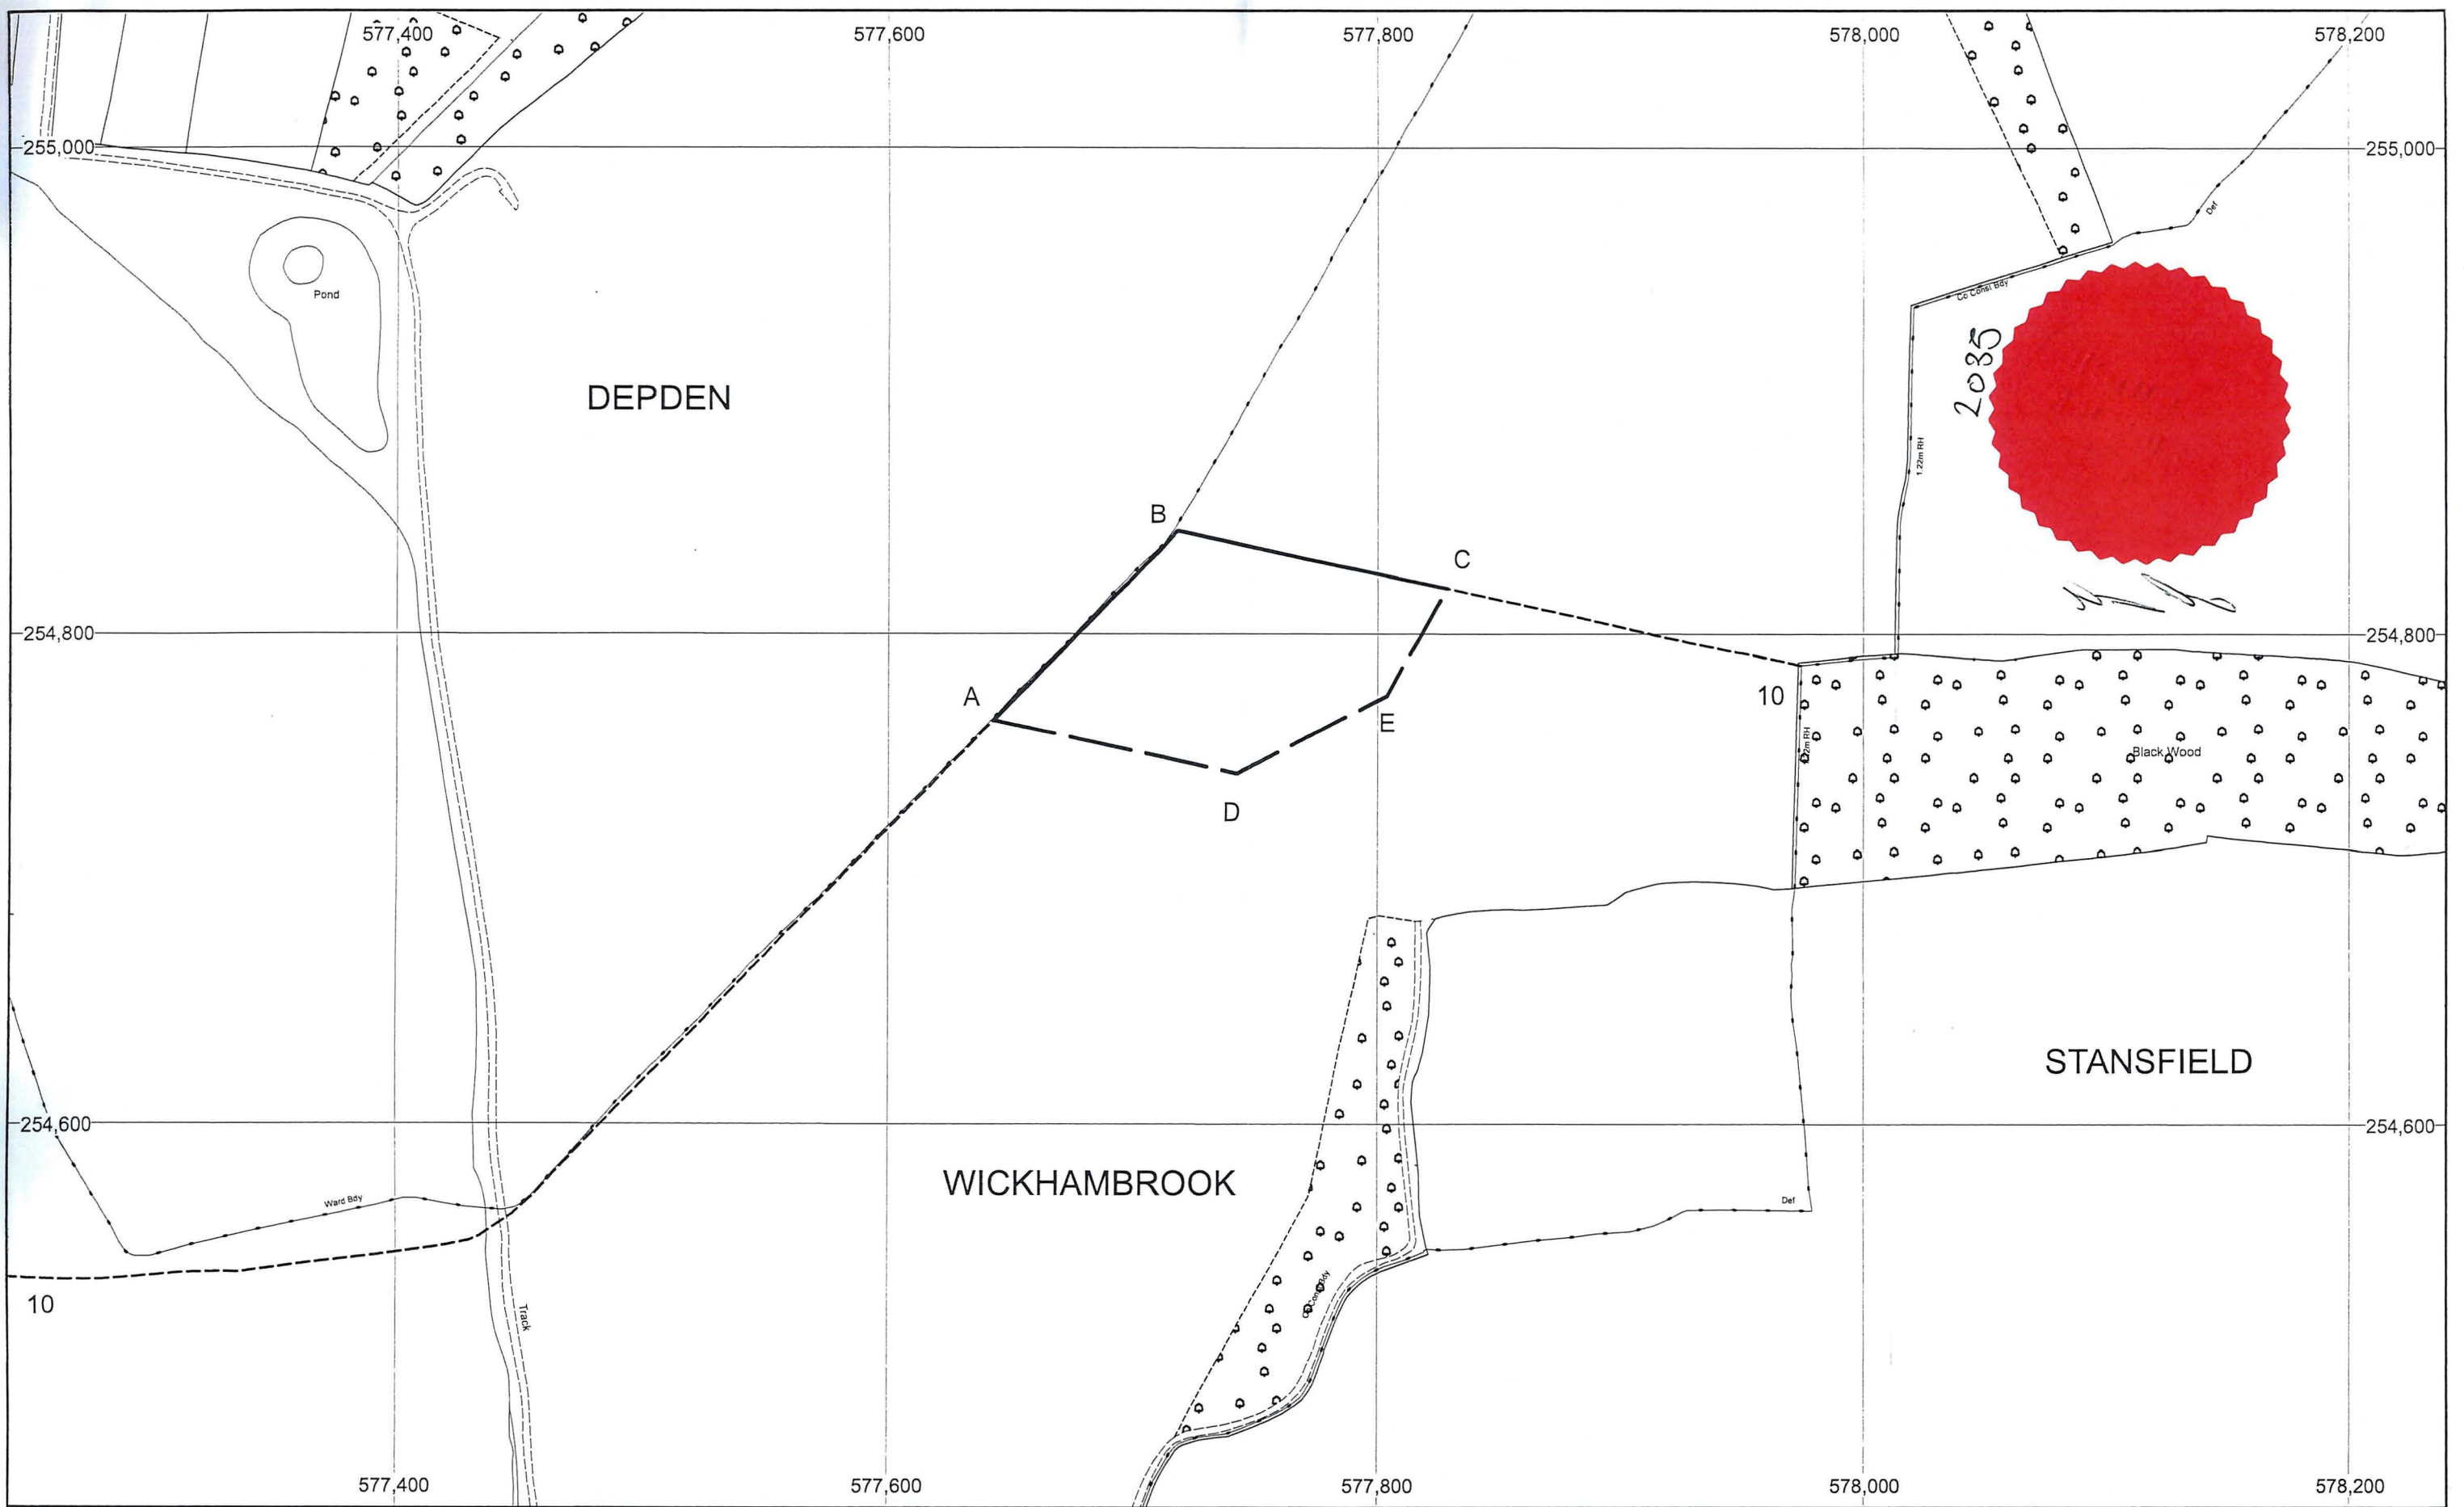 577,400
577,600
577,800
578,000
578,200
255,000
255,000
Def
Pond
Co Const Bdy
2035
DEPDEN
1.22m RH
B
C
254,800
254,800
A
10
E
Black Wood
D
STANSFIELD
254,600
254,600
WICKHAMBROOK
Ward Bdy
Def
10
Track
577,400
577,600
577,800
578,000
578,200